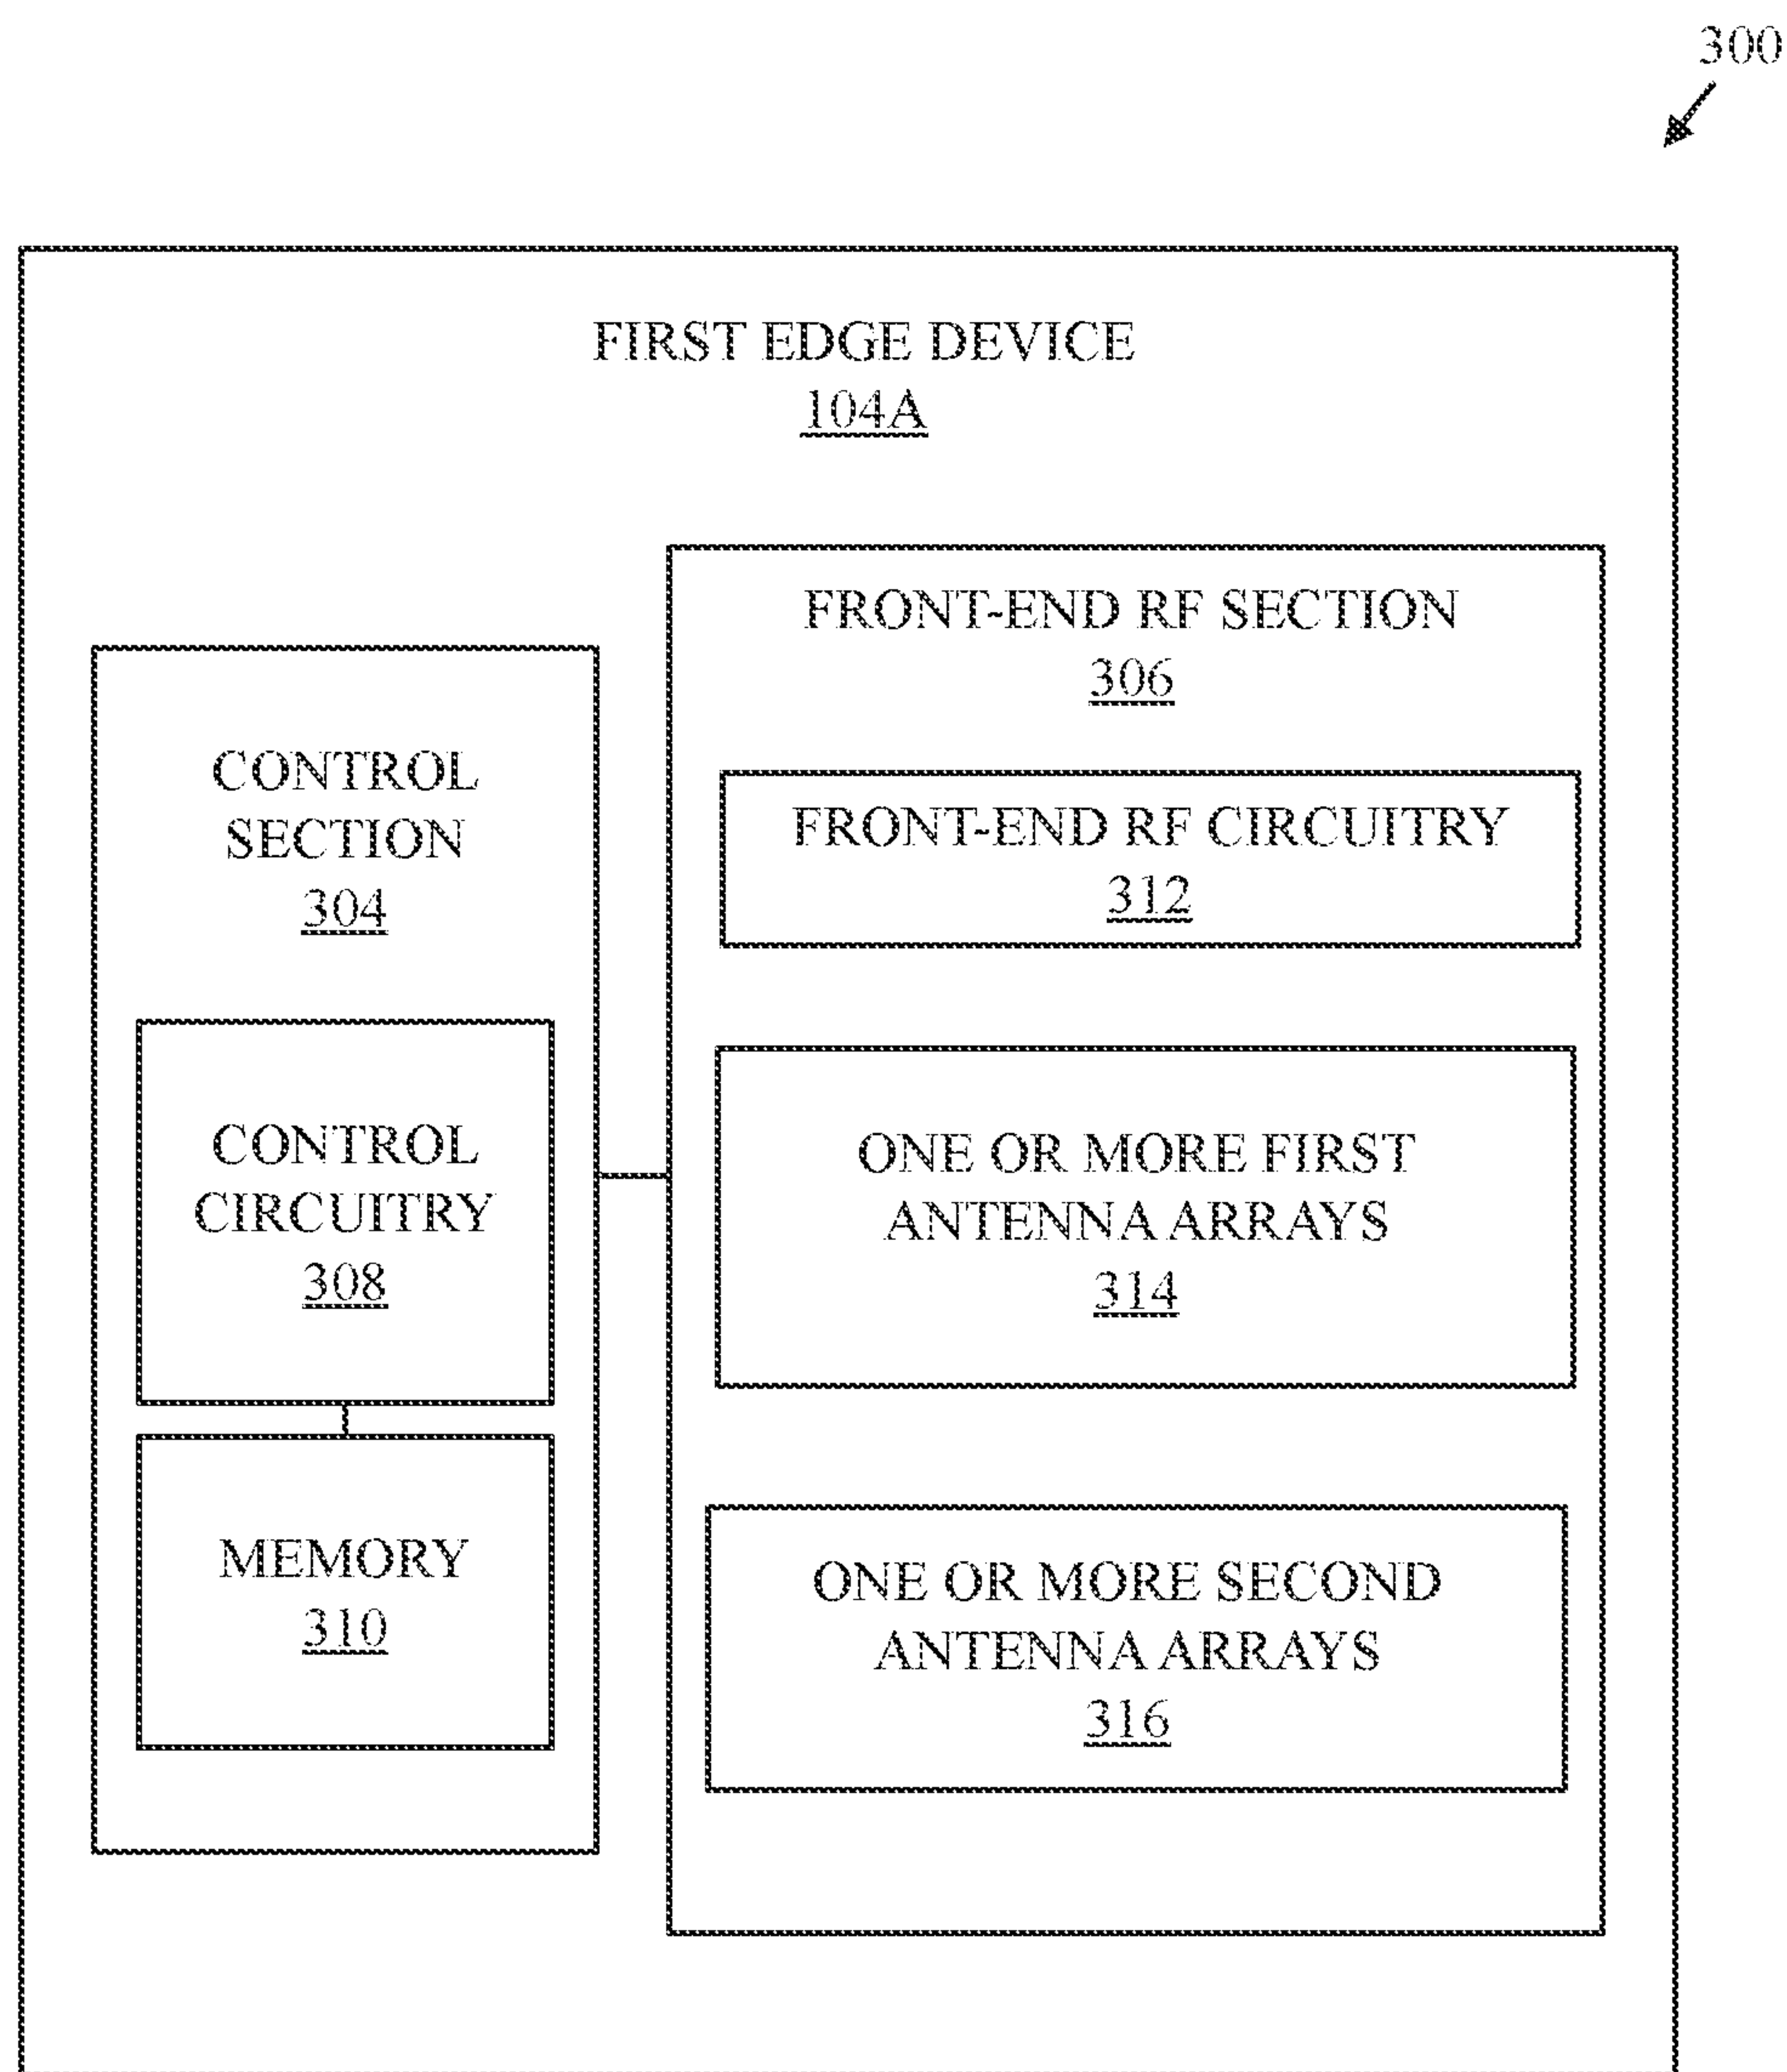 300
FIRST EDGE DEVICE
104A
CONTROL
SECTION
304
CONTROL
CIRCUITRY
308
MEMORY
310
FRONT-END RF SECTION
306
FRONT-END RF CIRCUITRY
312
ONE OR MORE FIRST
ANTENNA ARRAYS
314
ONE OR MORE SECOND
ANTENNA ARRAYS
316